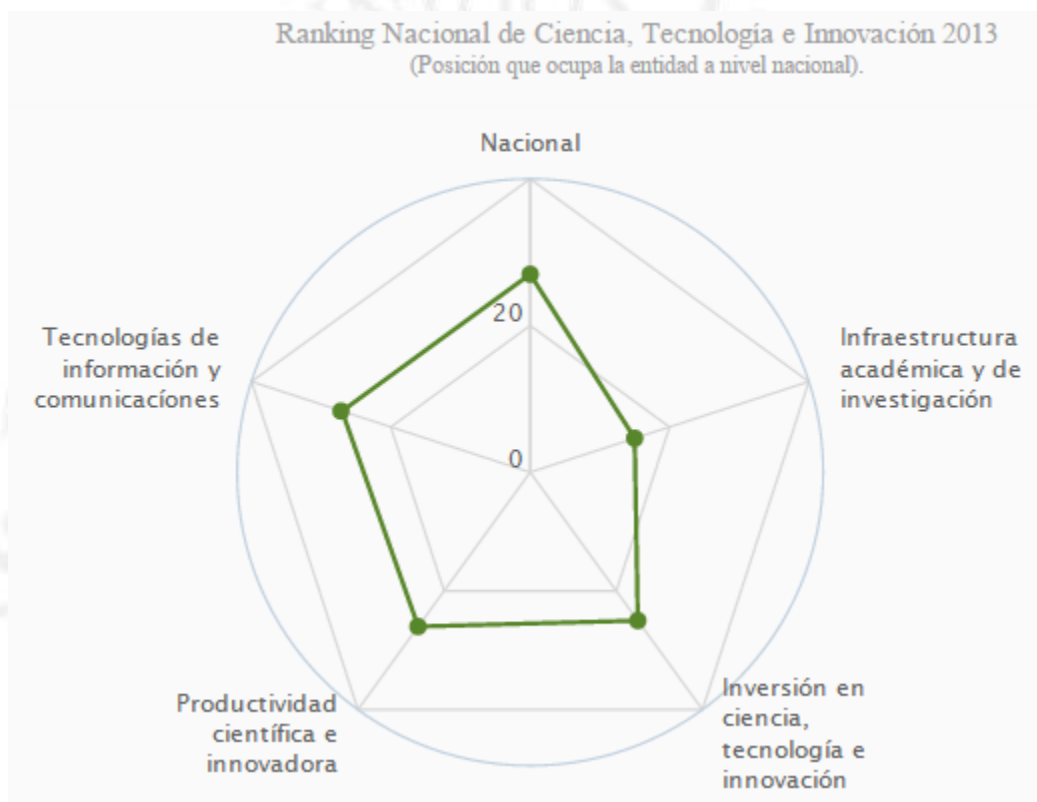 Ranking Nacional de Ciencia, Tecnología e Innovación 2013
(Posición que ocupa la entidad a nivel nacional).
Nacional
20
0
Tecnologías de
información y
comunicacíones
Infraestructura
académica y de
investigación
Productividad
científica e
innovadora
Inversión en
ciencia,
tecnología e
innovación